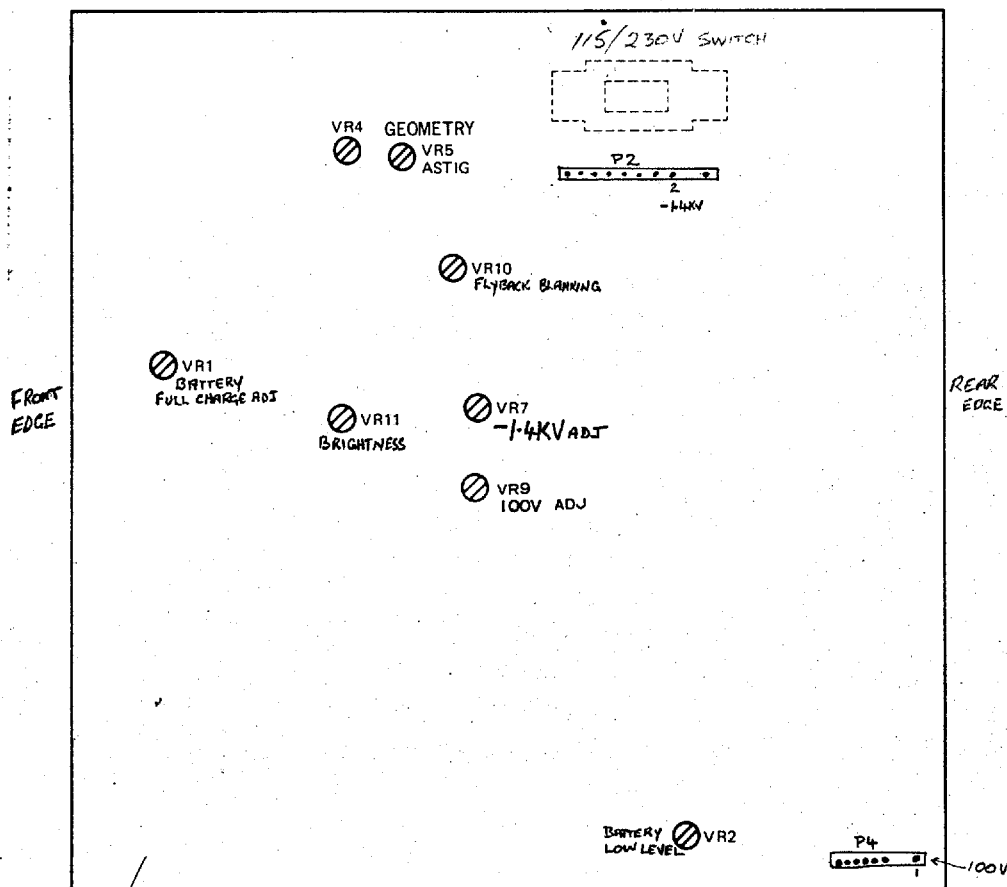 115/230V SWITCH
VR4 GEOMETRY
VR5
ASTIG
P2
2
-1.4KV
VR10
FLYBACK BLANKING
VR1
BATTERY
FULL CHARGE ADJ
FRONT
EDGE
VR11
BRIGHTNESS
VR7
-1.4KV ADJ
REAR
EDGE
VR9
100V ADJ
BATTERY
LOW LEVEL
VR2
P4
1
100V